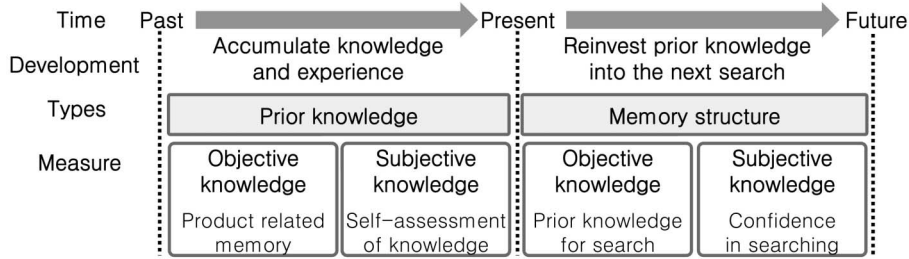 Time Past Present Future
Development Accumulate knowledge and experience Reinvest prior knowledge into the next search
Types Prior knowledge Memory structure
Measure
Objective knowledge
Product related memory
Subjective knowledge
Self-assessment of knowledge
Objective knowledge
Prior knowledge for search
Subjective knowledge
Confidence in searching